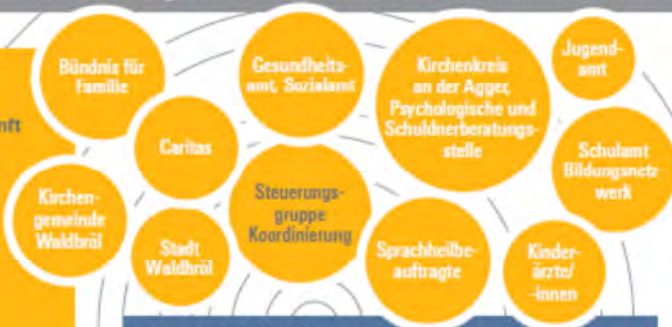 Bündnis für
Familie
Gesundheits-
amt, Sozialamt
Kirchenkreis
an der Agger,
Psychologische und
Schuldnerberatungs-
stelle
Jugend-
amt
nft
Caritas
Schulamt
Bildungsnetz-
werk
Kirchen-
gemeinde
Waldbröl
Steuerungs-
gruppe
Koordinierung
Stadt
Waldbröl
Sprachheilbe-
auftragte
Kinder-
ärzte/
-innen